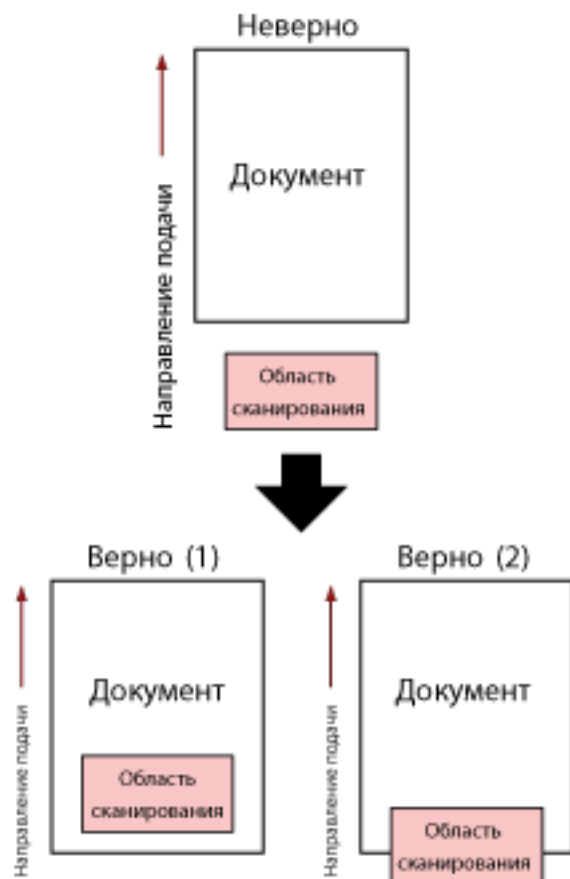 Неверно
Направление подачи
Документ
Область
сканирования
Верно (1)
Верно (2)
Направление подачи
Документ
Область
сканирования
Направление подачи
Документ
Область
сканирования